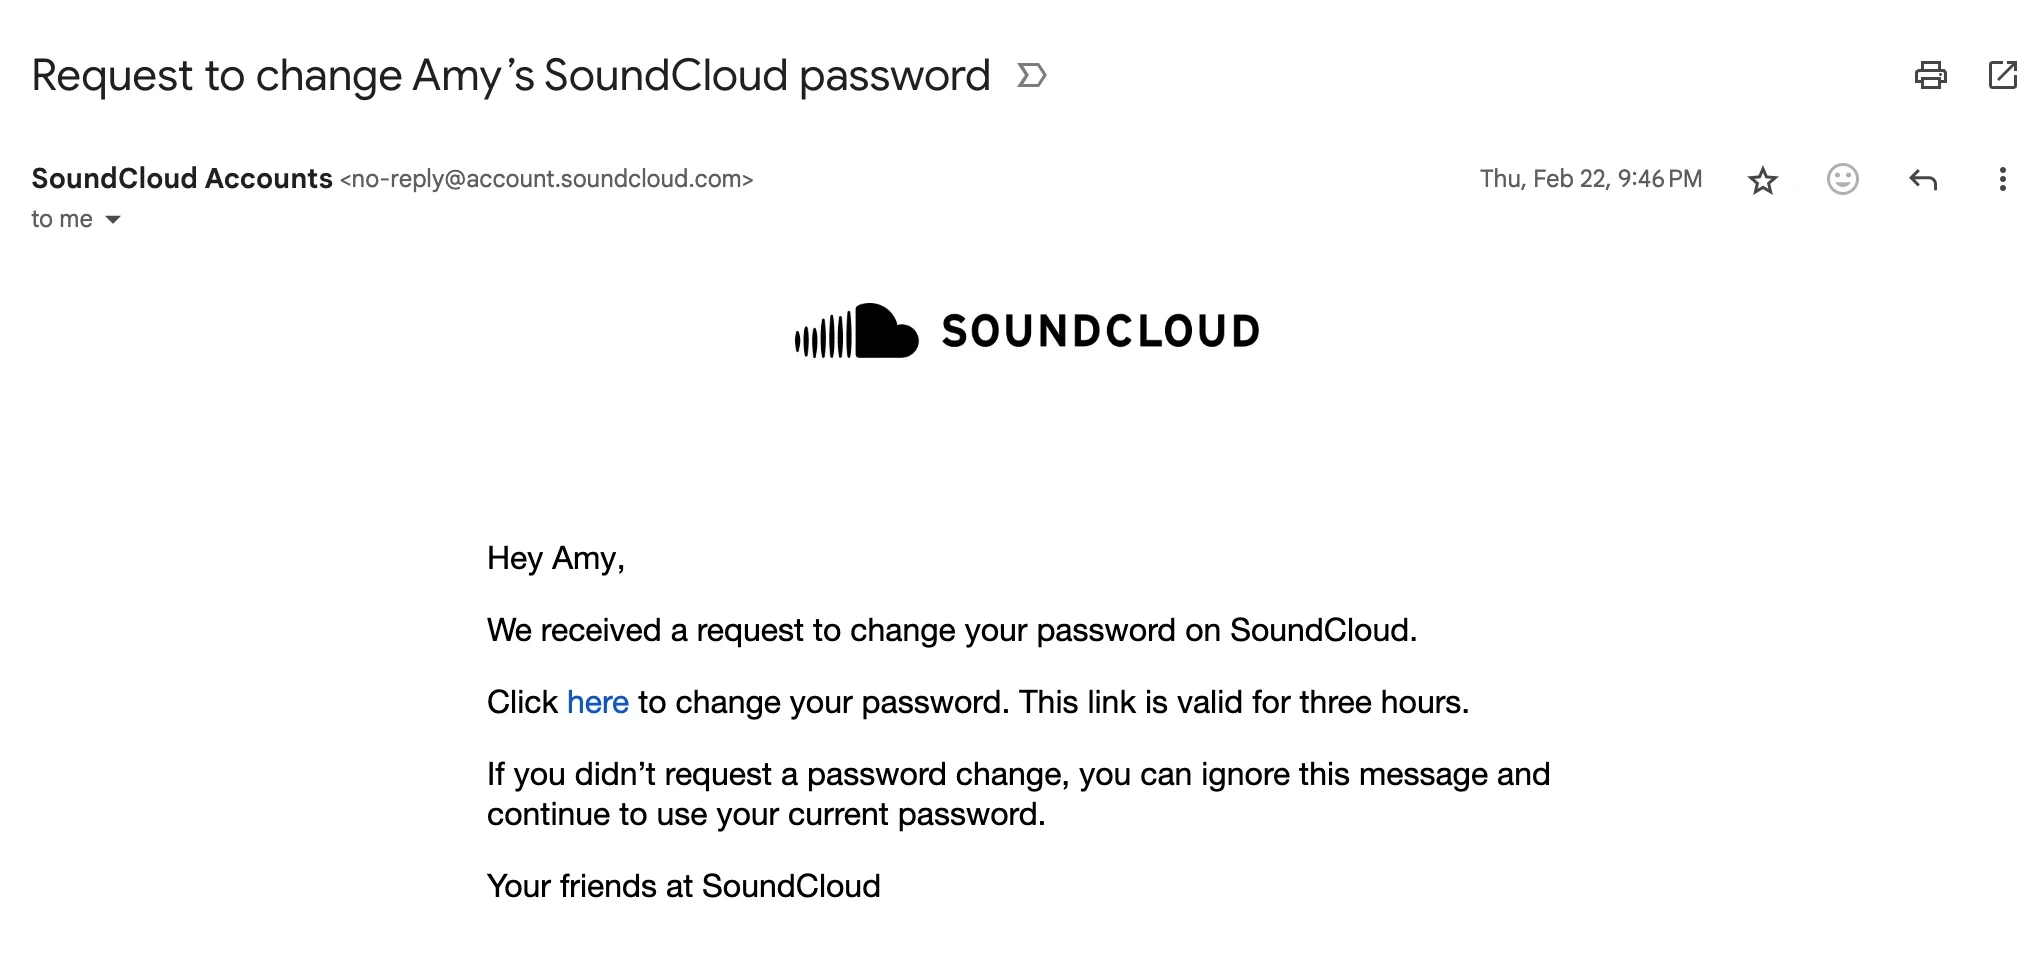 Request to change Amy’s SoundCloud password
SoundCloud Accounts <no-reply@account.soundcloud.com>
Thu, Feb 22, 9:46 PM
to me
SOUNDCLOUD
Hey Amy,
We received a request to change your password on SoundCloud.
Click here to change your password. This link is valid for three hours.
If you didn’t request a password change, you can ignore this message and
continue to use your current password.
Your friends at SoundCloud